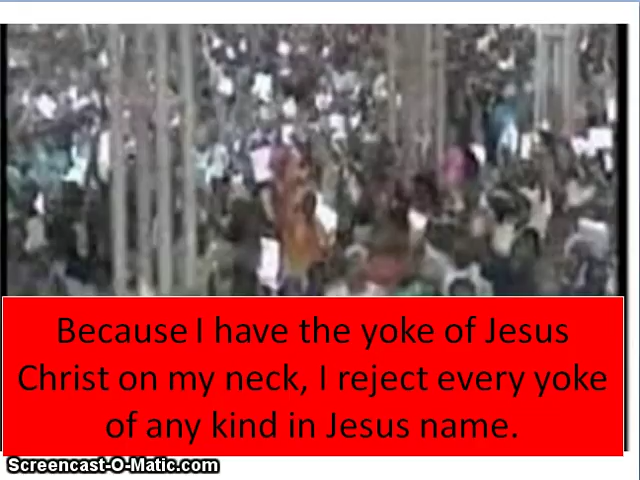 Because I have the yoke of Jesus
Christ on my neck, I reject every yoke
of any kind in Jesus name.
Screencast-O-Matic.com